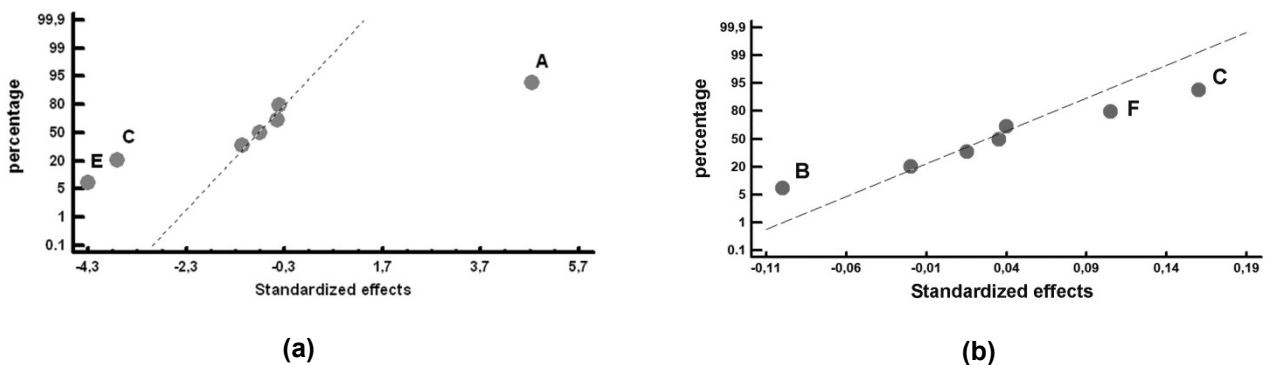 99,9
99
95
80
50
20
5
1
0.1
percentage
A
C
E
-4,3
-2,3
-0,3
1,7
3,7
5,7
Standardized effects
(a)
99,9
99
95
80
50
20
5
1
0.1
percentage
C
F
B
-0,11
-0,06
-0,01
0,04
0,09
0,14
0,19
Standardized effects
(b)